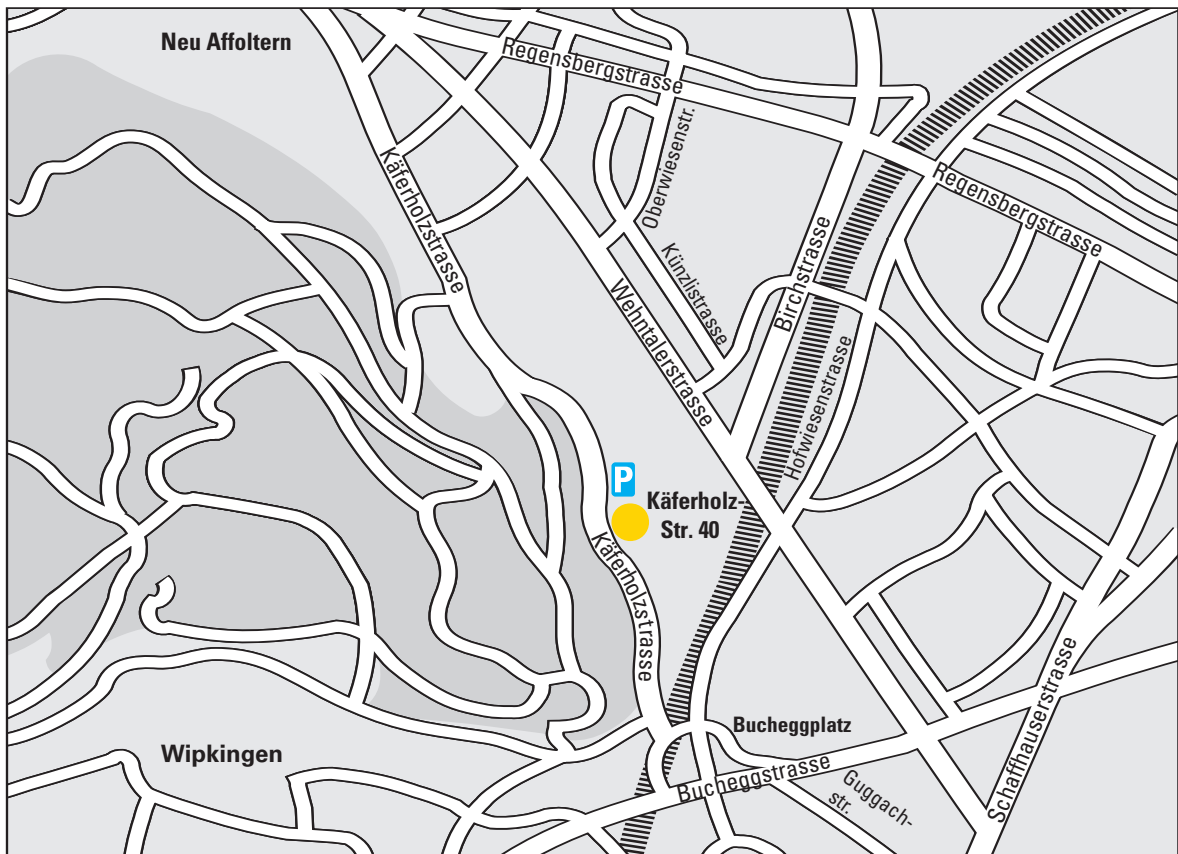 Neu Affoltern
Regensbergstrasse
Käferholzstrasse
Oberwiesenstr.
Regensbergstrasse
Künzlistrasse
Wehntalerstrasse
Birchstrasse
Hofwiesenstrasse
P
Käferholz-
Str. 40
Käferholzstrasse
Bucheggplatz
Wipkingen
Bucheggstrasse
Guggach-
str.
Schaffhauserstrasse